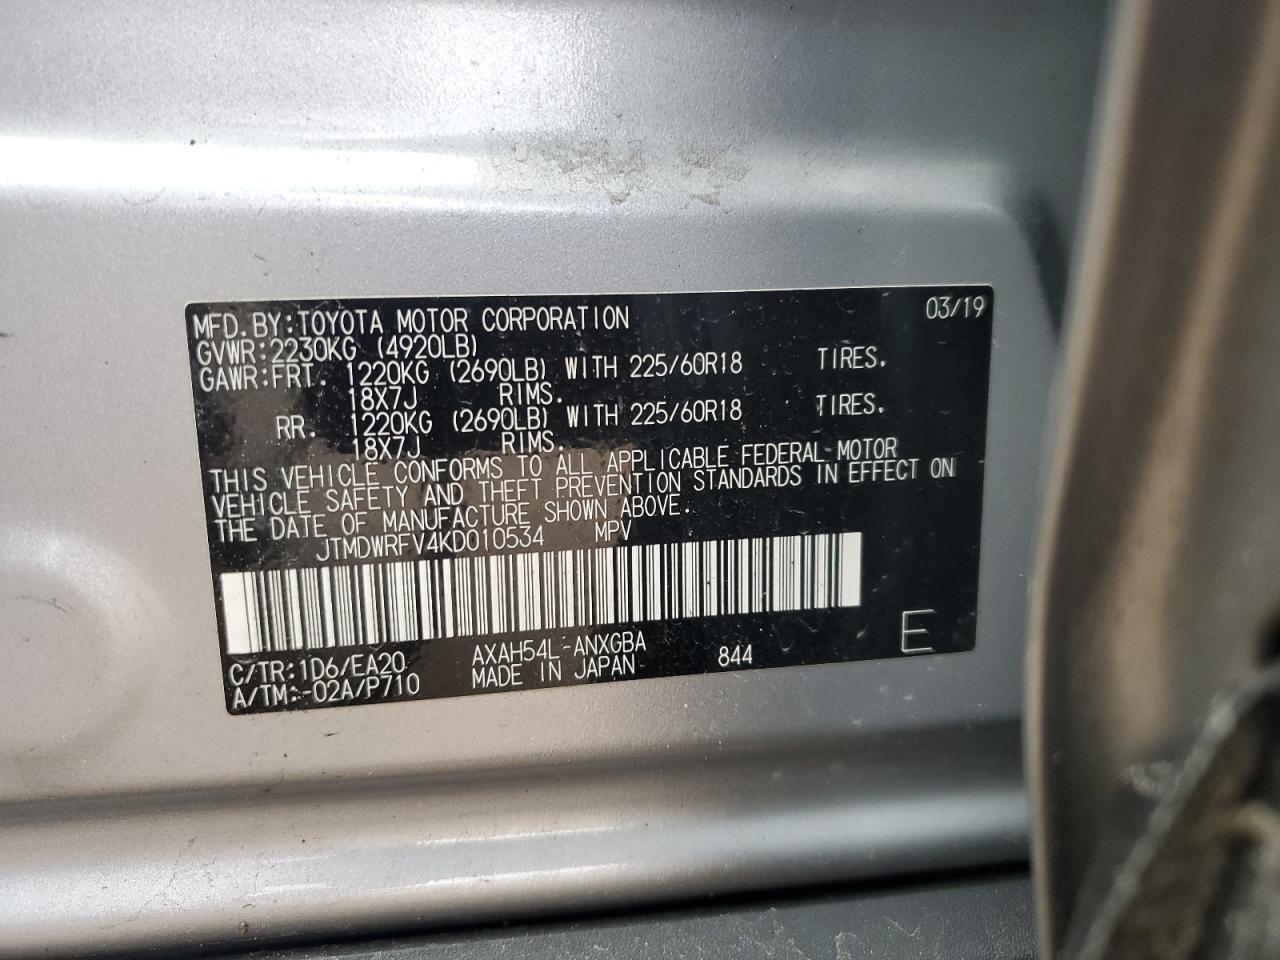 MFD.BY:TOYOTA MOTOR CORPORATION 03/19
GVWR:2230KG (4920LB)
GAWR:FRT. 1220KG (2690LB) WITH 225/60R18 TIRES.
18X7J RIMS.
RR. 1220KG (2690LB) WITH 225/60R18 TIRES.
18X7J RIMS.
THIS VEHICLE CONFORMS TO ALL APPLICABLE FEDERAL MOTOR
VEHICLE SAFETY AND THEFT PREVENTION STANDARDS IN EFFECT ON
THE DATE OF MANUFACTURE SHOWN ABOVE.
JTMDWRFV4KD010534 MPV
C/TR:1D6/EA20 AXAH54L-ANXGBA 844 E
A/TM:-02A/P710 MADE IN JAPAN